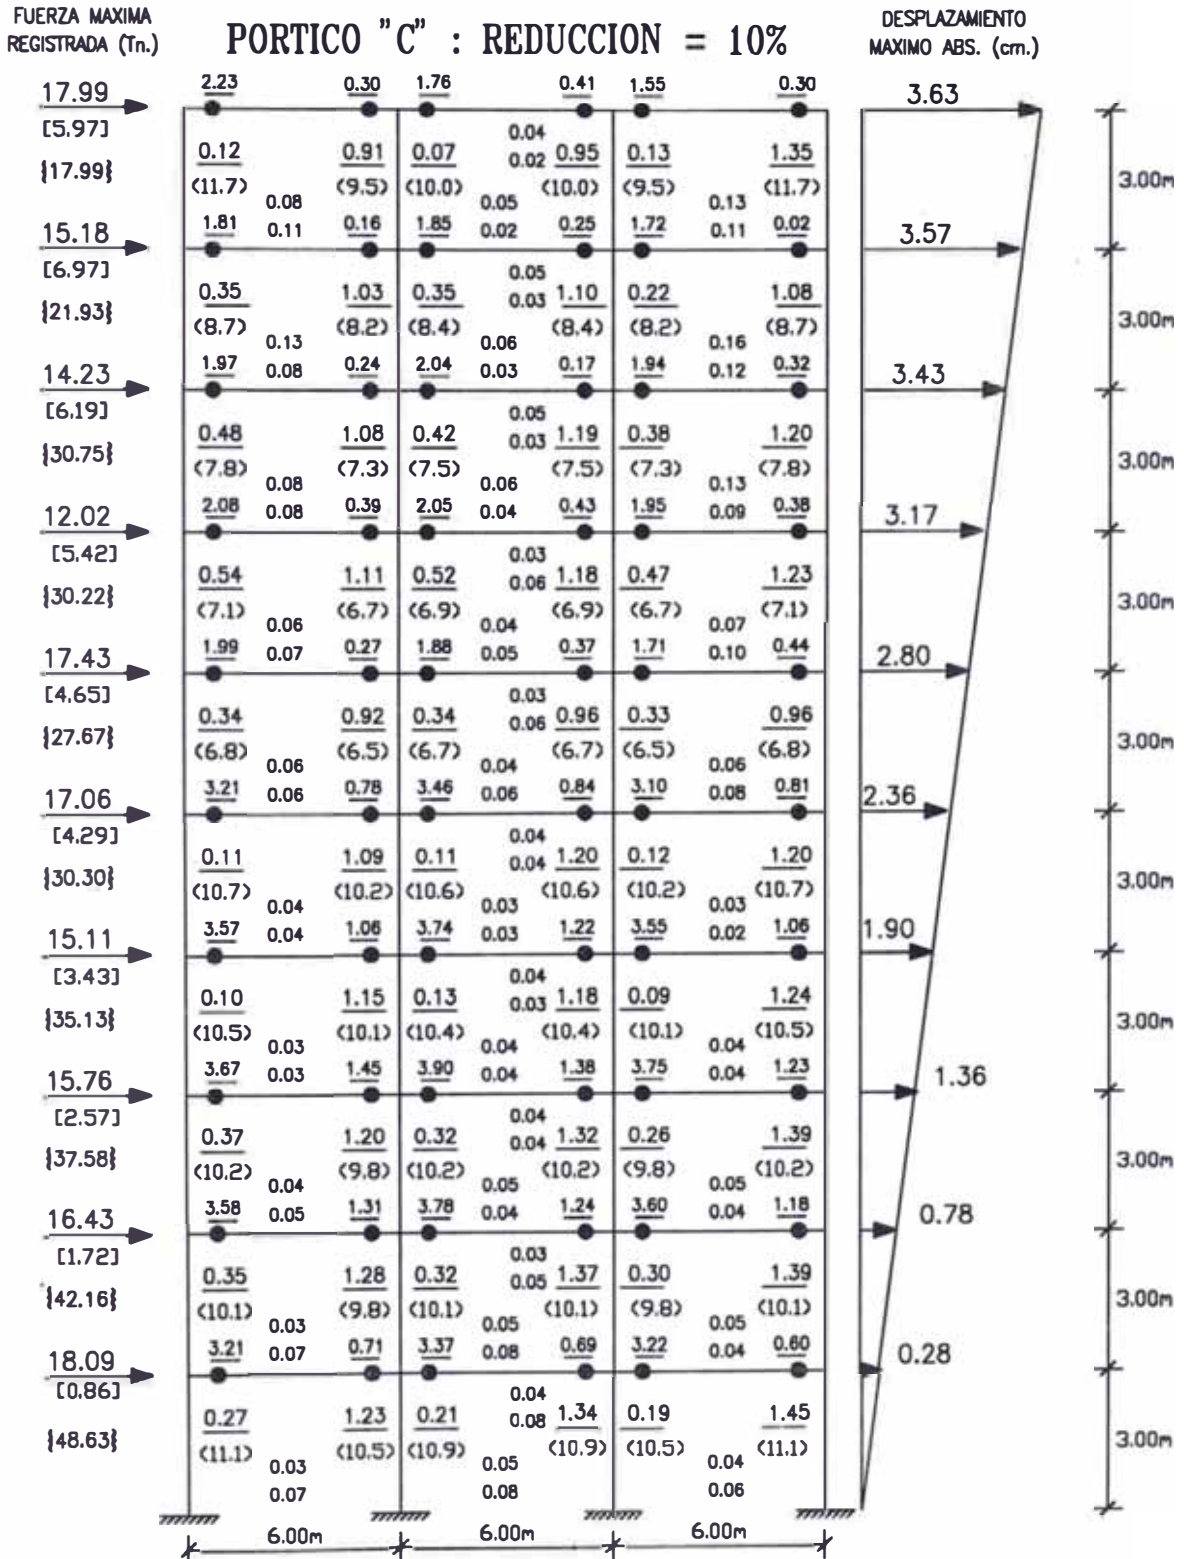 FUERZA MAXIMA
REGISTRADA (Tn.)
PORTICO "C" : REDUCCION = 10%
DESPLAZAMIENTO
MAXIMO ABS. (cm.)
17.99 2.23 0.30 1.76 0.41 1.55 0.30 3.63
[5.97] 0.04
{17.99} 0.12 0.91 0.07 0.02 0.95 0.13 1.35 3.00m
(11.7) (9.5) (10.0) (10.0) (9.5) (11.7)
0.08 0.05 0.13
15.18 1.81 0.11 0.16 1.85 0.02 0.25 1.72 0.11 0.02 3.57
[6.97] 0.05
{21.93} 0.35 1.03 0.35 0.03 1.10 0.22 1.08 3.00m
(8.7) (8.2) (8.4) (8.4) (8.2) (8.7)
0.13 0.06 0.16
14.23 1.97 0.08 0.24 2.04 0.03 0.17 1.94 0.12 0.32 3.43
[6.19] 0.05
{30.75} 0.48 1.08 0.42 0.03 1.19 0.38 1.20 3.00m
(7.8) (7.3) (7.5) (7.5) (7.3) (7.8)
0.08 0.06 0.13
12.02 2.08 0.08 0.39 2.05 0.04 0.43 1.95 0.09 0.38 3.17
[5.42] 0.03
{30.22} 0.54 1.11 0.52 0.06 1.18 0.47 1.23 3.00m
(7.1) (6.7) (6.9) (6.9) (6.7) (7.1)
0.06 0.04 0.07
17.43 1.99 0.07 0.27 1.88 0.05 0.37 1.71 0.10 0.44 2.80
[4.65] 0.03
{27.67} 0.34 0.92 0.34 0.06 0.96 0.33 0.96 3.00m
(6.8) (6.5) (6.7) (6.7) (6.5) (6.8)
0.06 0.04 0.06
17.06 3.21 0.06 0.78 3.46 0.06 0.84 3.10 0.08 0.81 2.36
[4.29] 0.04
{30.30} 0.11 1.09 0.11 0.04 1.20 0.12 1.20 3.00m
(10.7) (10.2) (10.6) (10.6) (10.2) (10.7)
0.04 0.03 0.03
15.11 3.57 0.04 1.06 3.74 0.03 1.22 3.55 0.02 1.06 1.90
[3.43] 0.04
{35.13} 0.10 1.15 0.13 0.03 1.18 0.09 1.24 3.00m
(10.5) (10.1) (10.4) (10.4) (10.1) (10.5)
0.03 0.04 0.04
15.76 3.67 0.03 1.45 3.90 0.04 1.38 3.75 0.04 1.23 1.36
[2.57] 0.04
{37.58} 0.37 1.20 0.32 0.04 1.32 0.26 1.39 3.00m
(10.2) (9.8) (10.2) (10.2) (9.8) (10.2)
0.04 0.05 0.05
16.43 3.58 0.05 1.31 3.78 0.04 1.24 3.60 0.04 1.18 0.78
[1.72] 0.03
{42.16} 0.35 1.28 0.32 0.05 1.37 0.30 1.39 3.00m
(10.1) (9.8) (10.1) (10.1) (9.8) (10.1)
0.03 0.05 0.05
18.09 3.21 0.07 0.71 3.37 0.08 0.69 3.22 0.04 0.60 0.28
[0.86] 0.04
{48.63} 0.27 1.23 0.21 0.08 1.34 0.19 1.45 3.00m
(11.1) (10.5) (10.9) (10.9) (10.5) (11.1)
0.03 0.05 0.04
0.07 0.08 0.06
6.00m 6.00m 6.00m